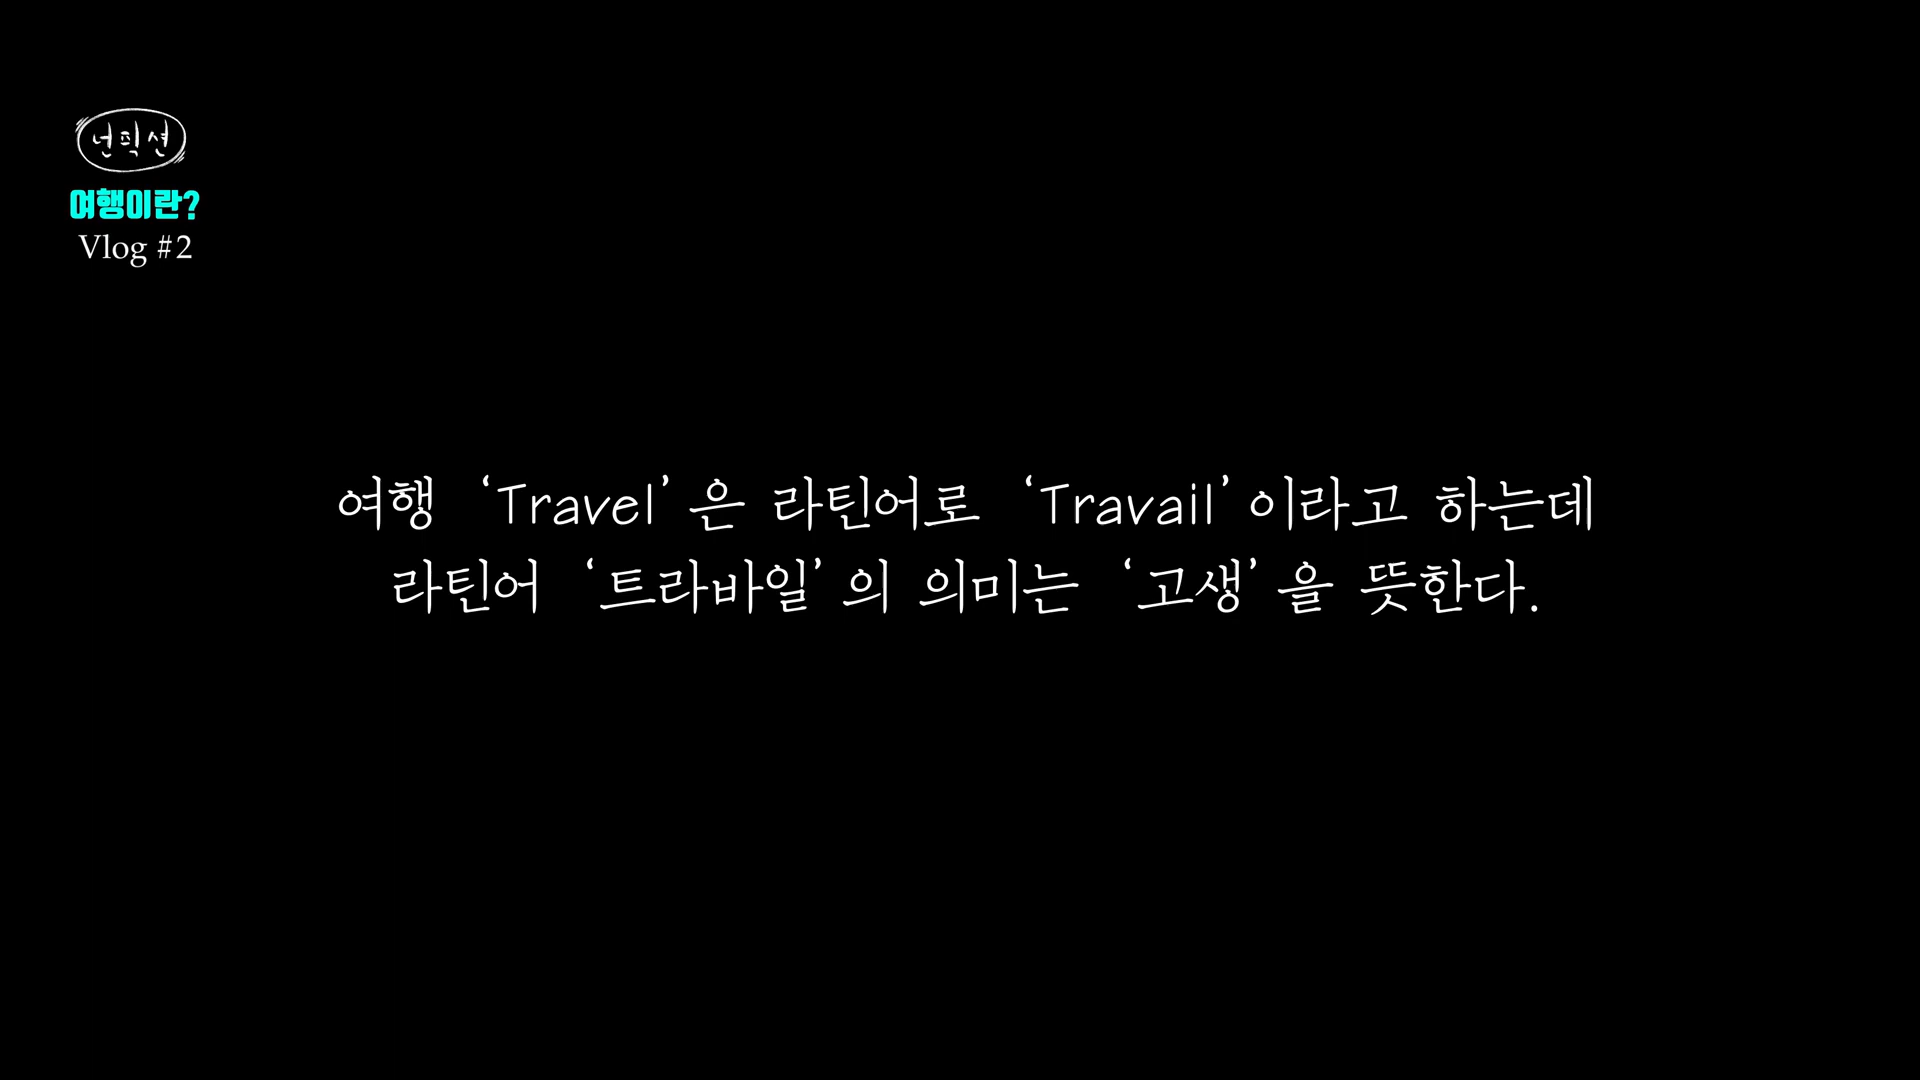 넌픽션
여행이란?
Vlog #2
여행 ‘Travel’은 라틴어로 ‘Travail’이라고 하는데
라틴어 ‘트라바일’의 의미는 ‘고생’을 뜻한다.